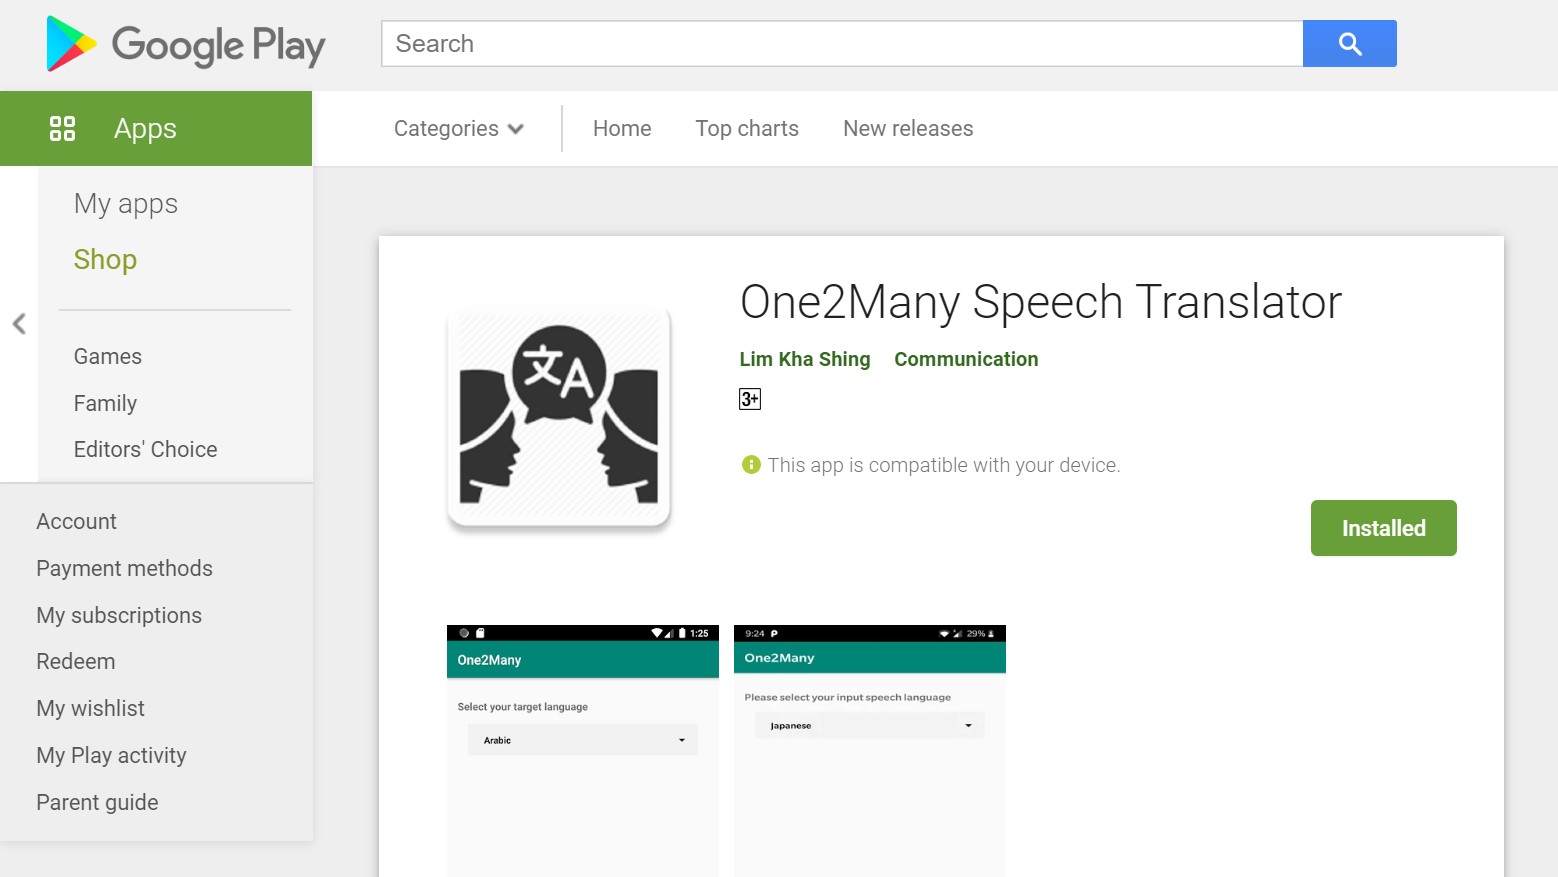 Google Play
Search
Apps
Categories
Home
Top charts
New releases
My apps
Shop
Games
Family
Editors' Choice
Account
Payment methods
My subscriptions
Redeem
My wishlist
My Play activity
Parent guide
文A
One2Many Speech Translator
Lim Kha Shing Communication
3+
This app is compatible with your device.
Installed
1:25
One2Many
Select your target language
Arabic
9:24 P 29%
One2Many
Please select your input speech language
Japanese